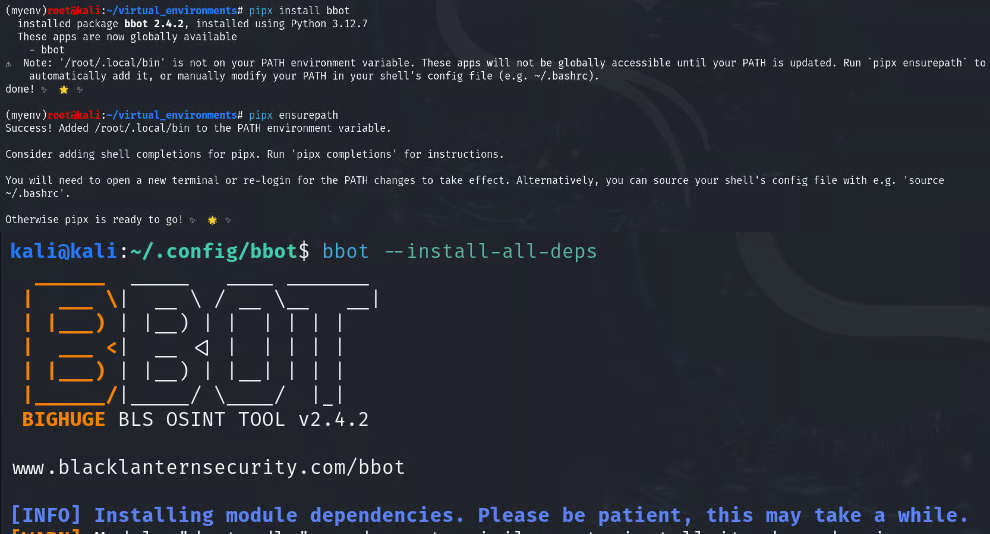 (myenv)root@kali:~/virtual_environments# pipx install bbot
installed package bbot 2.4.2, installed using Python 3.12.7
These apps are now globally available
- bbot
⚠ Note: '/root/.local/bin' is not on your PATH environment variable. These apps will not be globally accessible until your PATH is updated. Run `pipx ensurepath` to
automatically add it, or manually modify your PATH in your shell's config file (e.g. ~/.bashrc).
done! ✨ 🌟 ✨
(myenv)root@kali:~/virtual_environments# pipx ensurepath
Success! Added /root/.local/bin to the PATH environment variable.
Consider adding shell completions for pipx. Run 'pipx completions' for instructions.
You will need to open a new terminal or re-login for the PATH changes to take effect. Alternatively, you can source your shell's config file with e.g. 'source
~/.bashrc'.
Otherwise pipx is ready to go! ✨ 🌟 ✨
kali@kali:~/.config/bbot$ bbot --install-all-deps
BBOT
BIGHUGE BLS OSINT TOOL v2.4.2
www.blacklanternsecurity.com/bbot
[INFO] Installing module dependencies. Please be patient, this may take a while.